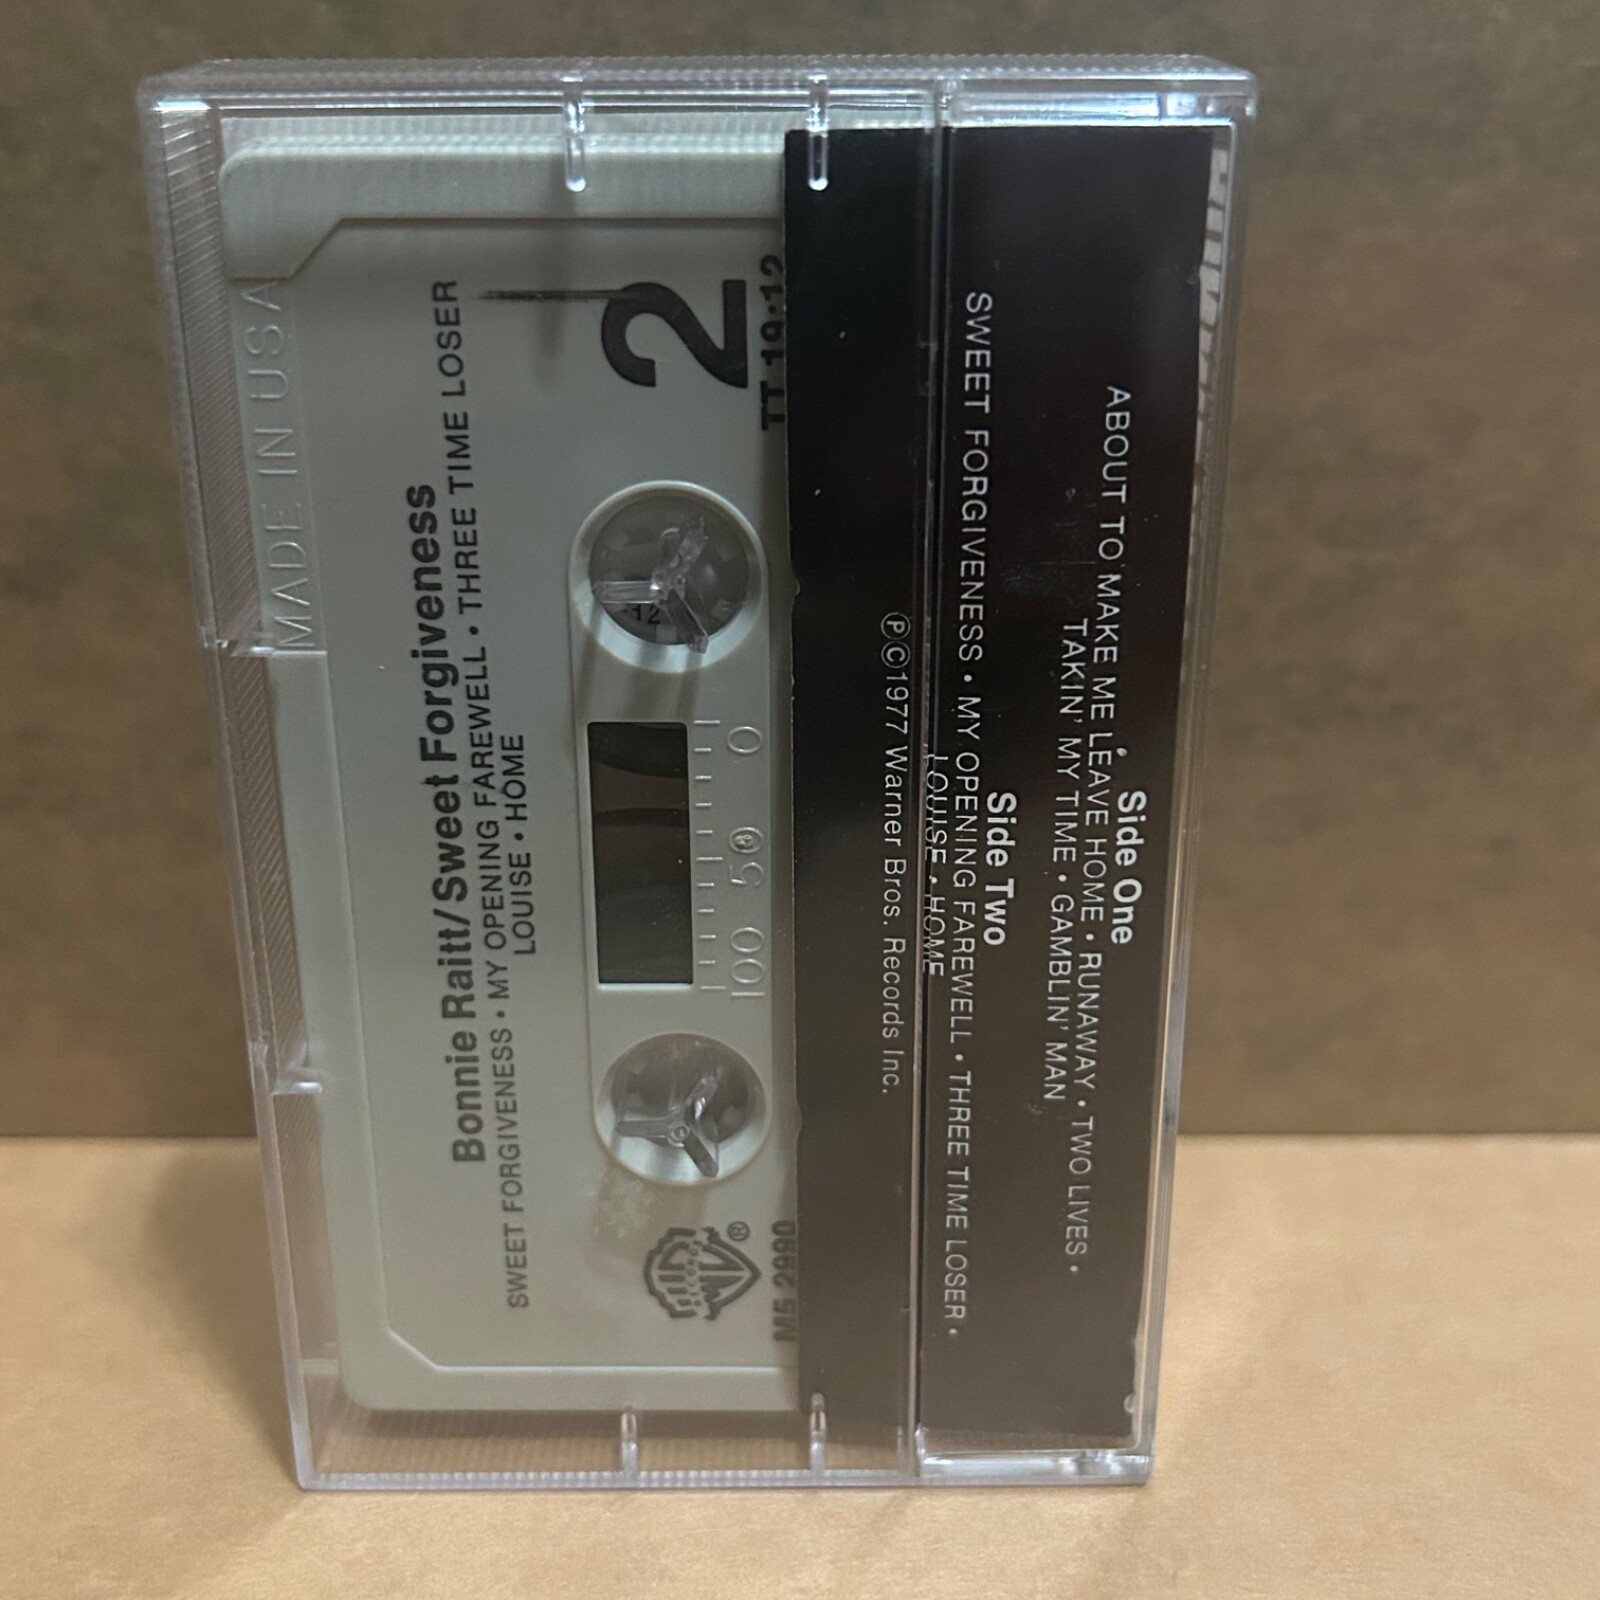 2
TT 19:12
Bonnie Raitt/Sweet Forgiveness
SWEET FORGIVENESS • MY OPENING FAREWELL • THREE TIME LOSER
LOUISE • HOME
MADE IN USA
0 50 100
12
M5 2990
®
Side One
ABOUT TO MAKE ME LEAVE HOME • RUNAWAY • TWO LIVES •
TAKIN' MY TIME • GAMBLIN' MAN
Side Two
SWEET FORGIVENESS • MY OPENING FAREWELL • THREE TIME LOSER •
LOUISE • HOME
℗©1977 Warner Bros. Records Inc.